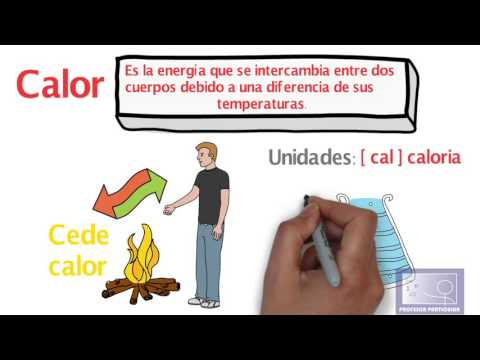 Calor
Es la energía que se intercambia entre dos
cuerpos debido a una diferencia de sus
temperaturas.
Unidades: [ cal ] caloria
Cede
calor